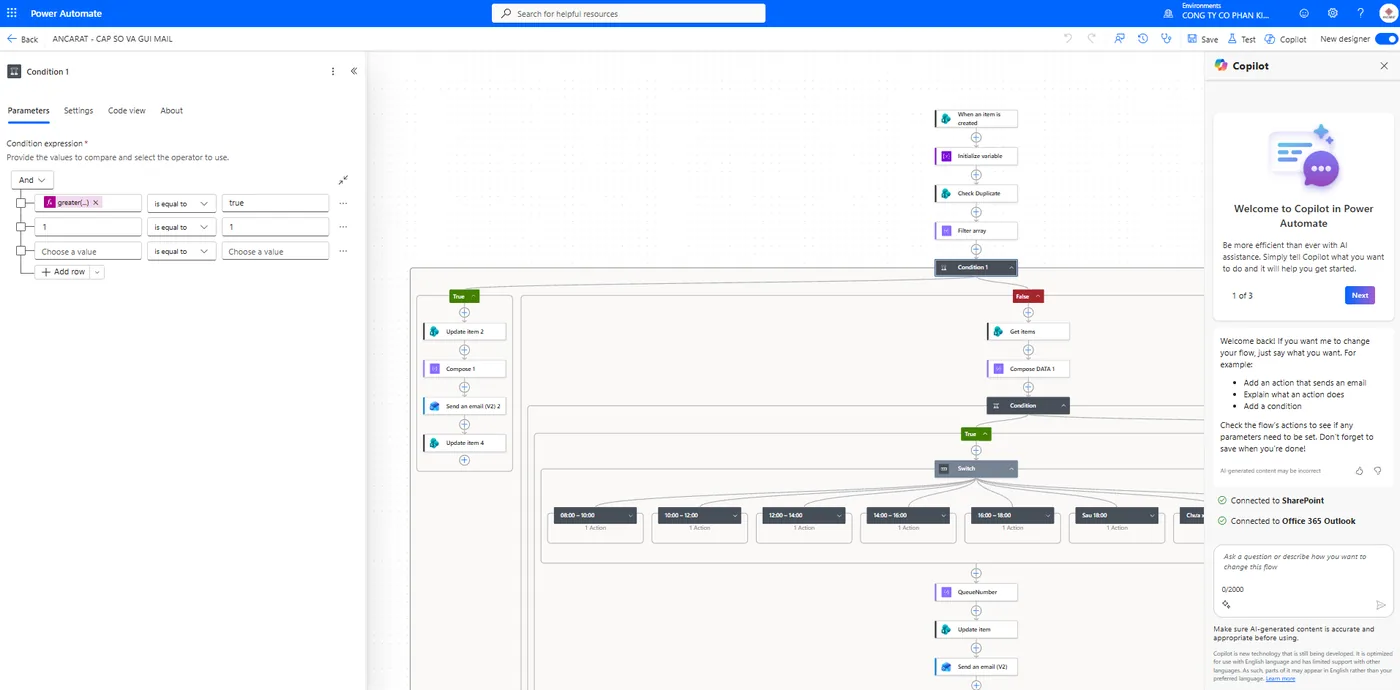 Power Automate
Search for helpful resources
Environments
CONG TY CO PHAN KI...
Back
ANCARAT - CAP SO VA GUI MAIL
Save
Test
Copilot
New designer
Condition 1
Parameters
Settings
Code view
About
Condition expression *
Provide the values to compare and select the operator to use.
And
greater(...)
is equal to
true
1
is equal to
1
Choose a value
is equal to
Choose a value
Add row
When an item is
created
Initialize variable
Check Duplicate
Filter array
Condition 1
True
Update item 2
Compose 1
Send an email (V2) 2
Update item 4
False
Get items
Compose DATA 1
Condition
True
Switch
08:00 – 10:00
1 Action
10:00 – 12:00
1 Action
12:00 – 14:00
1 Action
14:00 – 16:00
1 Action
16:00 – 18:00
1 Action
Sau 18:00
1 Action
QueueNumber
Update item
Send an email (V2)
Copilot
Welcome to Copilot in Power
Automate
Be more efficient than ever with AI
assistance. Simply tell Copilot what you want
to do and it will help you get started.
1 of 3
Next
Welcome back! If you want me to change
your flow, just say what you want. For
example:
• Add an action that sends an email
• Explain what an action does
• Add a condition
Check the flow's actions to see if any
parameters need to be set. Don't forget to
save when you're done!
AI-generated content may be incorrect
Connected to SharePoint
Connected to Office 365 Outlook
Ask a question or describe how you want to
change this flow
0/2000
Make sure AI-generated content is accurate and
appropriate before using.
Copilot is new technology that is still being developed. It is optimized
for use with English language and has limited support with other
languages. As such, parts of it may appear in English rather than your
preferred language. Learn more